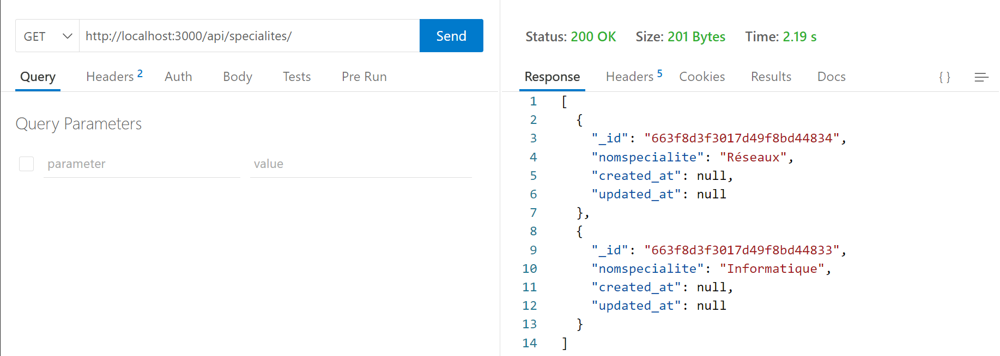 GET http://localhost:3000/api/specialites/ Send
Query Headers 2 Auth Body Tests Pre Run
Query Parameters
parameter value
Status: 200 OK Size: 201 Bytes Time: 2.19 s
Response Headers 5 Cookies Results Docs { }
1 [
2 {
3 "_id": "663f8d3f3017d49f8bd44834",
4 "nomspecialite": "Réseaux",
5 "created_at": null,
6 "updated_at": null
7 },
8 {
9 "_id": "663f8d3f3017d49f8bd44833",
10 "nomspecialite": "Informatique",
11 "created_at": null,
12 "updated_at": null
13 }
14 ]